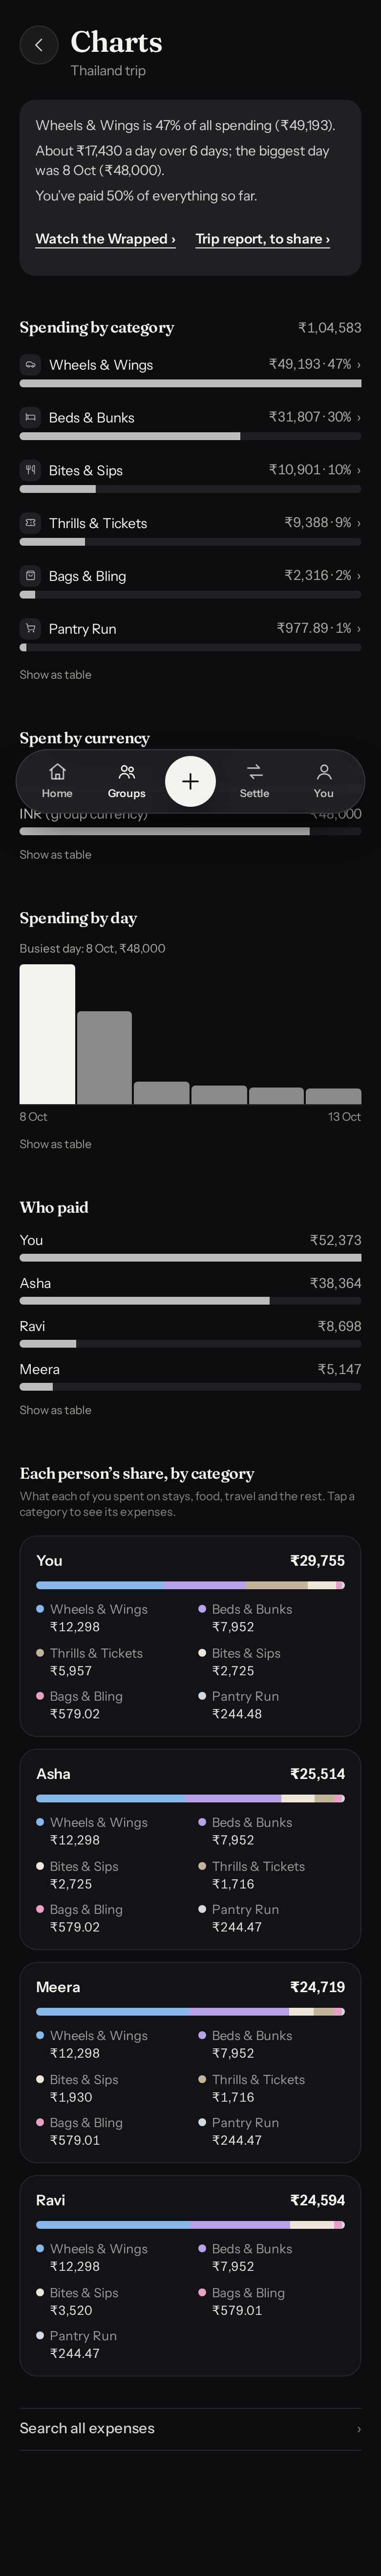 Charts
Thailand trip
Wheels & Wings is 47% of all spending (₹49,193).
About ₹17,430 a day over 6 days; the biggest day
was 8 Oct (₹48,000).
You've paid 50% of everything so far.
Watch the Wrapped › Trip report, to share ›
Spending by category ₹1,04,583
Wheels & Wings ₹49,193 · 47% ›
Beds & Bunks ₹31,807 · 30% ›
Bites & Sips ₹10,901 · 10% ›
Thrills & Tickets ₹9,388 · 9% ›
Bags & Bling ₹2,316 · 2% ›
Pantry Run ₹977.89 · 1% ›
Show as table
Spent by currency
Home Groups + Settle You
INR (group currency) ₹48,000
Show as table
Spending by day
Busiest day: 8 Oct, ₹48,000
8 Oct 13 Oct
Show as table
Who paid
You ₹52,373
Asha ₹38,364
Ravi ₹8,698
Meera ₹5,147
Show as table
Each person’s share, by category
What each of you spent on stays, food, travel and the rest. Tap a
category to see its expenses.
You ₹29,755
Wheels & Wings Beds & Bunks
₹12,298 ₹7,952
Thrills & Tickets Bites & Sips
₹5,957 ₹2,725
Bags & Bling Pantry Run
₹579.02 ₹244.48
Asha ₹25,514
Wheels & Wings Beds & Bunks
₹12,298 ₹7,952
Bites & Sips Thrills & Tickets
₹2,725 ₹1,716
Bags & Bling Pantry Run
₹579.02 ₹244.47
Meera ₹24,719
Wheels & Wings Beds & Bunks
₹12,298 ₹7,952
Bites & Sips Thrills & Tickets
₹1,930 ₹1,716
Bags & Bling Pantry Run
₹579.01 ₹244.47
Ravi ₹24,594
Wheels & Wings Beds & Bunks
₹12,298 ₹7,952
Bites & Sips Bags & Bling
₹3,520 ₹579.01
Pantry Run
₹244.47
Search all expenses ›